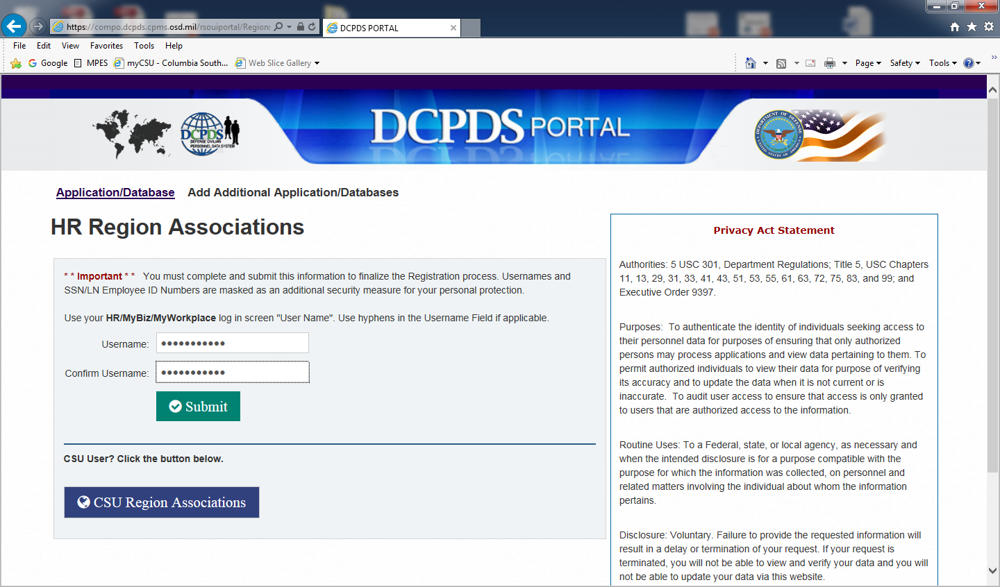 https://compo.dcpds.cpms.osd.mil/rsouiportal/Region
DCPDS PORTAL
File Edit View Favorites Tools Help
Google MPES myCSU - Columbia South... Web Slice Gallery
Page Safety Tools
DCPDS
DEFENSE CIVILIAN
PERSONNEL DATA SYSTEM
DCPDS PORTAL
DEPARTMENT OF DEFENSE
UNITED STATES OF AMERICA
Application/Database Add Additional Application/Databases
HR Region Associations
* * Important * * You must complete and submit this information to finalize the Registration process. Usernames and
SSN/LN Employee ID Numbers are masked as an additional security measure for your personal protection.
Use your HR/MyBiz/MyWorkplace log in screen "User Name". Use hyphens in the Username Field if applicable.
Username: •••••••••••
Confirm Username: •••••••••••
Submit
CSU User? Click the button below.
CSU Region Associations
Privacy Act Statement
Authorities: 5 USC 301, Department Regulations; Title 5, USC Chapters
11, 13, 29, 31, 33, 41, 43, 51, 53, 55, 61, 63, 72, 75, 83, and 99; and
Executive Order 9397.
Purposes: To authenticate the identity of individuals seeking access to
their personnel data for purposes of ensuring that only authorized
persons may process applications and view data pertaining to them. To
permit authorized individuals to view their data for purpose of verifying
its accuracy and to update the data when it is not current or is
inaccurate. To audit user access to ensure that access is only granted
to users that are authorized access to the information.
Routine Uses: To a Federal, state, or local agency, as necessary and
when the intended disclosure is for a purpose compatible with the
purpose for which the information was collected, on personnel and
related matters involving the individual about whom the information
pertains.
Disclosure: Voluntary. Failure to provide the requested information will
result in a delay or termination of your request. If your request is
terminated, you will not be able to view and verify your data and you will
not be able to update your data via this website.